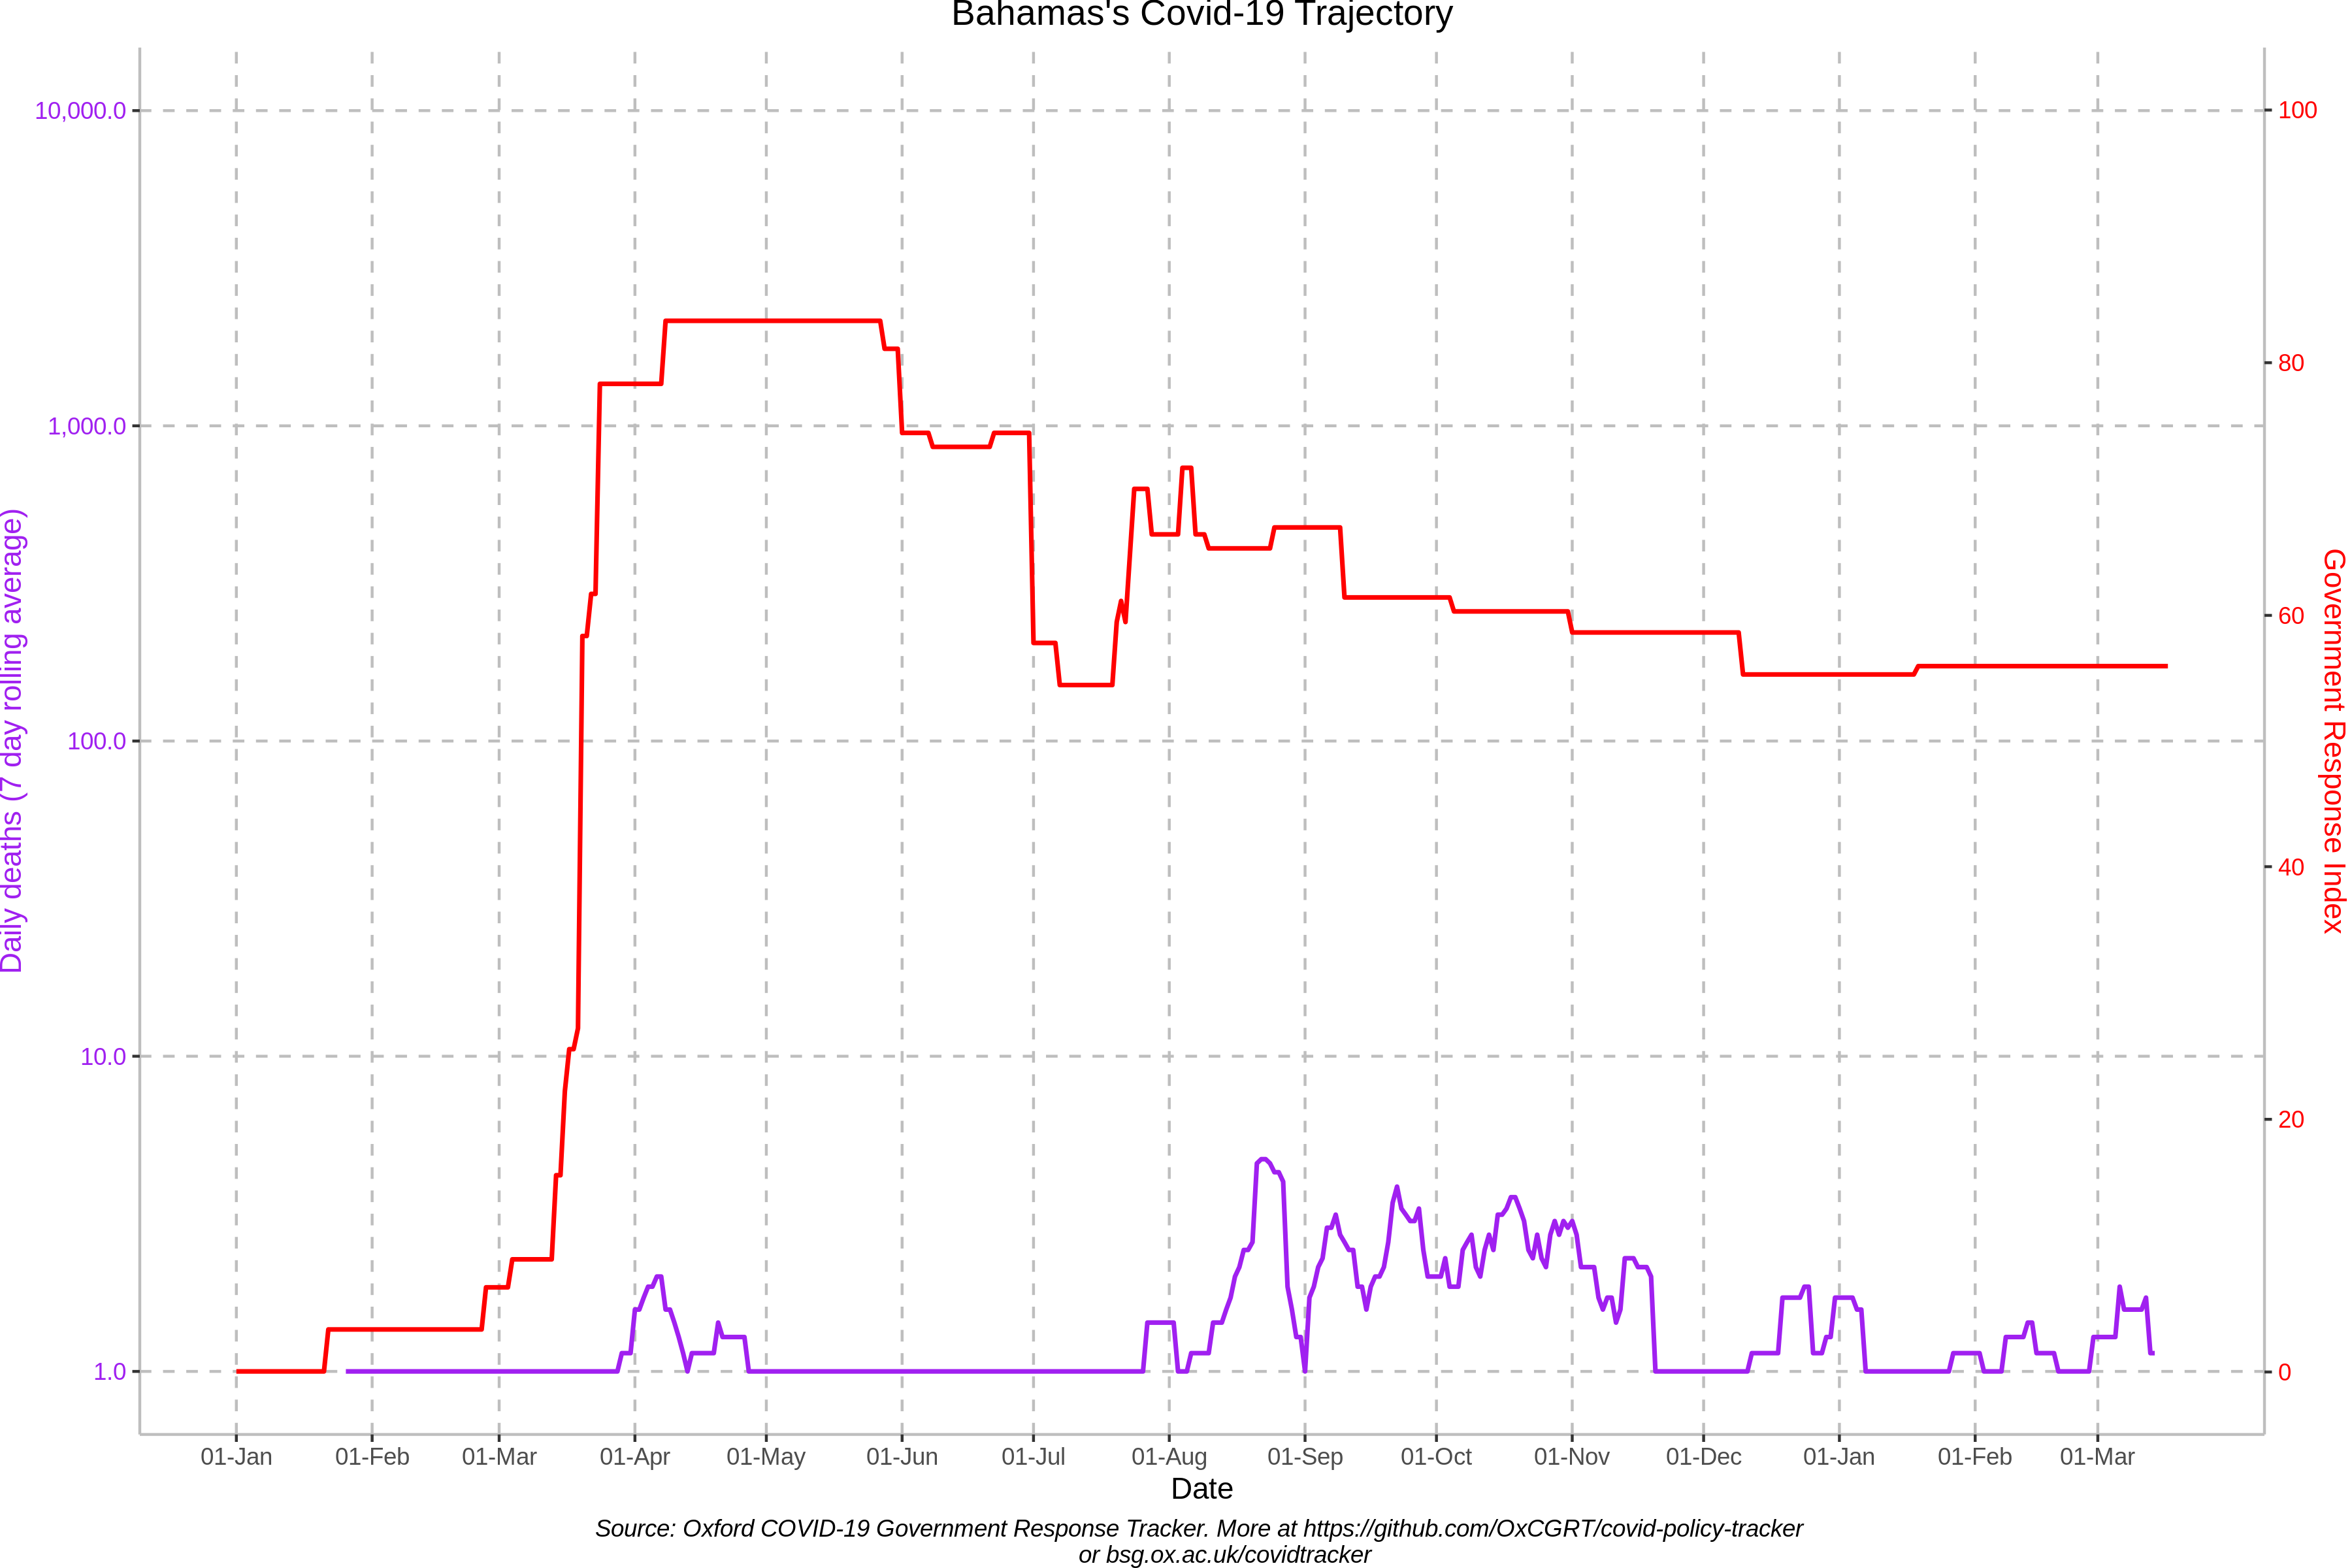 Bahamas's Covid-19 Trajectory
10,000.0
1,000.0
100.0
10.0
1.0
Daily deaths (7 day rolling average)
100
80
60
40
20
0
Government Response Index
01-Jan 01-Feb 01-Mar 01-Apr 01-May 01-Jun 01-Jul 01-Aug 01-Sep 01-Oct 01-Nov 01-Dec 01-Jan 01-Feb 01-Mar
Date
Source: Oxford COVID-19 Government Response Tracker. More at https://github.com/OxCGRT/covid-policy-tracker
or bsg.ox.ac.uk/covidtracker